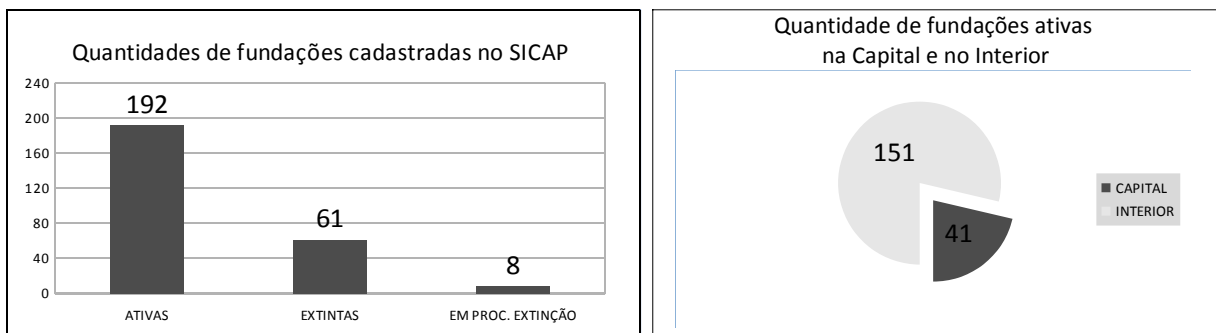 Quantidades de fundações cadastradas no SICAP
240
200
160
120
80
40
0
192
61
8
ATIVAS
EXTINTAS
EM PROC. EXTINÇÃO
Quantidade de fundações ativas
na Capital e no Interior
151
41
CAPITAL
INTERIOR